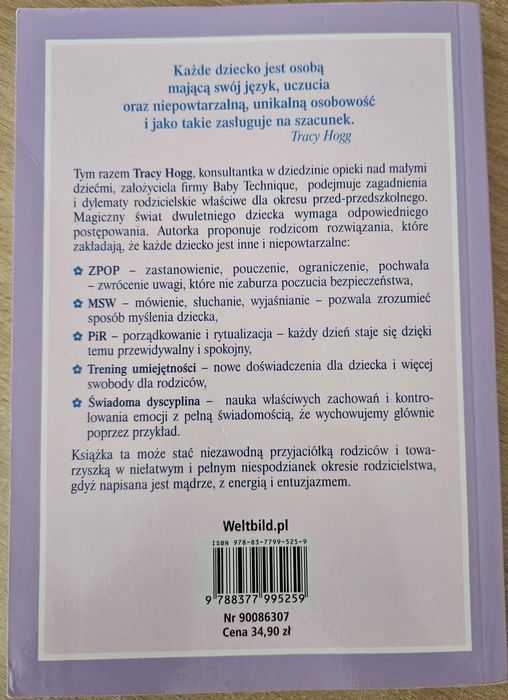 Każde dziecko jest osobą
mającą swój język, uczucia
oraz niepowtarzalną, unikalną osobowość
i jako takie zasługuje na szacunek.
Tracy Hogg
Tym razem Tracy Hogg, konsultantka w dziedzinie opieki nad małymi
dziećmi, założyciela firmy Baby Technique, podejmuje zagadnienia
i dylematy rodzicielskie właściwe dla okresu przed-przedszkolnego.
Magiczny świat dwuletniego dziecka wymaga odpowiedniego
postępowania. Autorka proponuje rodzicom rozwiązania, które
zakładają, że każde dziecko jest inne i niepowtarzalne:
ZPOP – zastanowienie, pouczenie, ograniczenie, pochwała
– zwrócenie uwagi, które nie zaburza poczucia bezpieczeństwa,
MSW – mówienie, słuchanie, wyjaśnianie – pozwala zrozumieć
sposób myślenia dziecka,
PiR – porządkowanie i rytualizacja – każdy dzień staje się dzięki
temu przewidywalny i spokojny,
Trening umiejętności – nowe doświadczenia dla dziecka i więcej
swobody dla rodziców,
Świadoma dyscyplina – nauka właściwych zachowań i kontro-
lowania emocji z pełną świadomością, że wychowujemy głównie
poprzez przykład.
Książka ta może stać niezawodną przyjaciółką rodziców i towa-
rzyszką w niełatwym i pełnym niespodzianek okresie rodzicielstwa,
gdyż napisana jest mądrze, z energią i entuzjazmem.
Weltbild.pl
ISBN 978-83-7799-525-9
9 788377 995259
Nr 90086307
Cena 34,90 zł